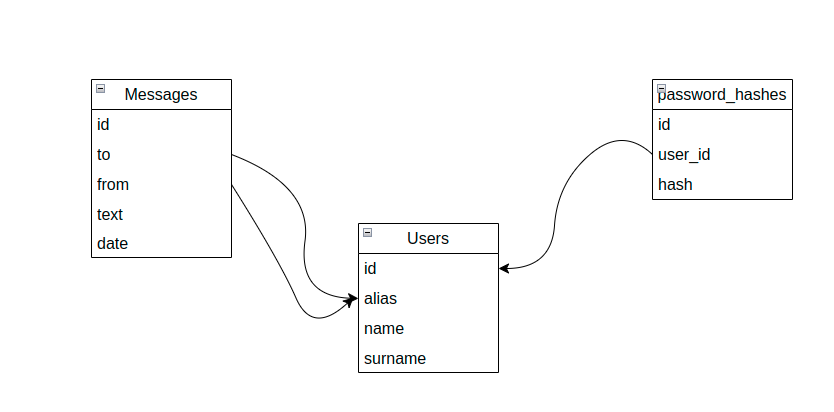 Messages
id
to
from
text
date
Users
id
alias
name
surname
password_hashes
id
user_id
hash